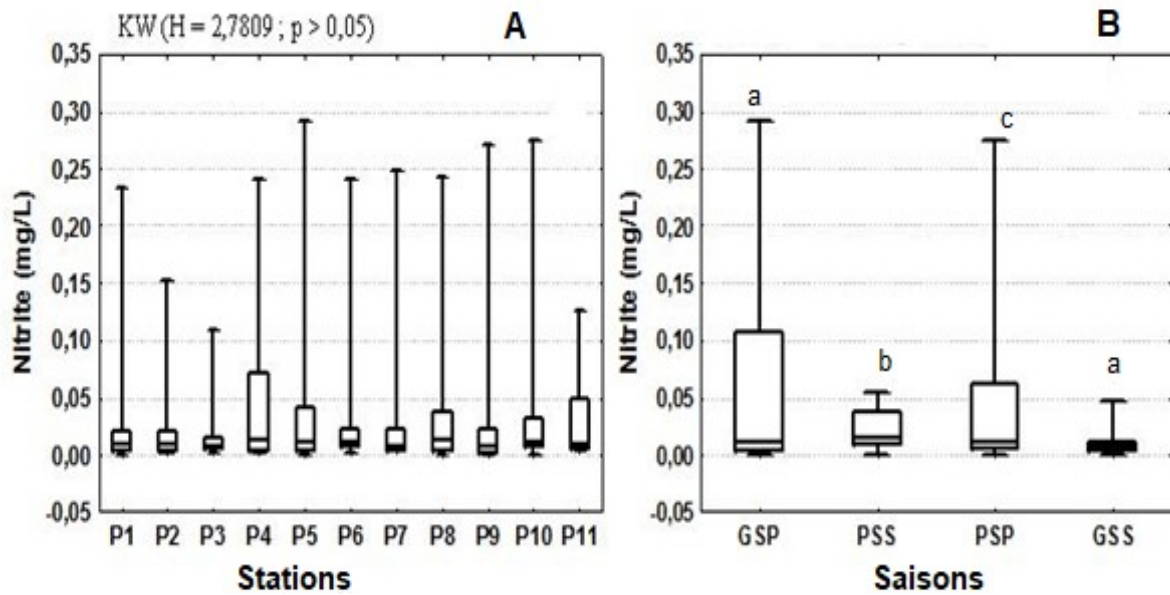 KW (H = 2,7809 ; p > 0,05)
A
Nitrite (mg/L)
0,35
0,30
0,25
0,20
0,15
0,10
0,05
0,00
-0,05
P1 P2 P3 P4 P5 P6 P7 P8 P9 P10 P11
Stations
B
Nitrite (mg/L)
0,35
0,30
0,25
0,20
0,15
0,10
0,05
0,00
-0,05
a
b
c
a
GSP PSS PSP GSS
Saisons